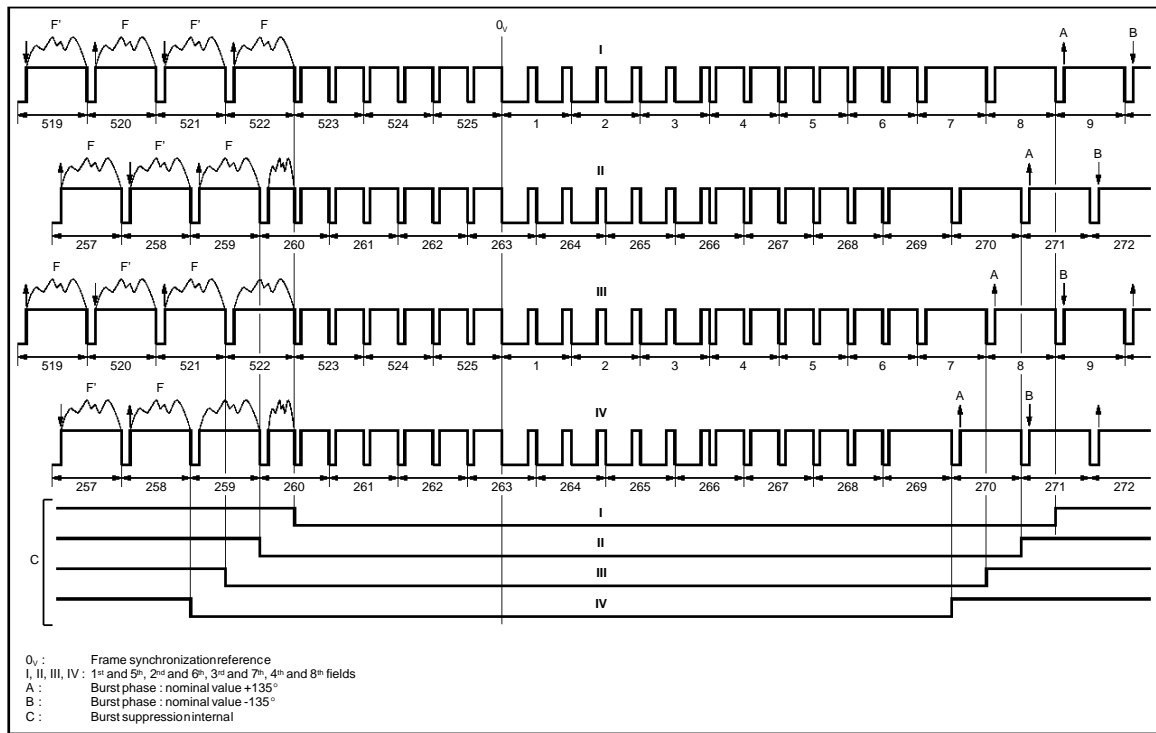 F' F F' F 0V
I A B
519 520 521 522 523 524 525 1 2 3 4 5 6 7 8 9
F F' F
II A B
257 258 259 260 261 262 263 264 265 266 267 268 269 270 271 272
F F' F
III A B
519 520 521 522 523 524 525 1 2 3 4 5 6 7 8 9
F' F
IV A B
257 258 259 260 261 262 263 264 265 266 267 268 269 270 271 272
I
II
C
III
IV
0V : Frame synchronization reference
I, II, III, IV : 1st and 5th, 2nd and 6th, 3rd and 7th, 4th and 8th fields
A : Burst phase : nominal value +135°
B : Burst phase : nominal value -135°
C : Burst suppression internal